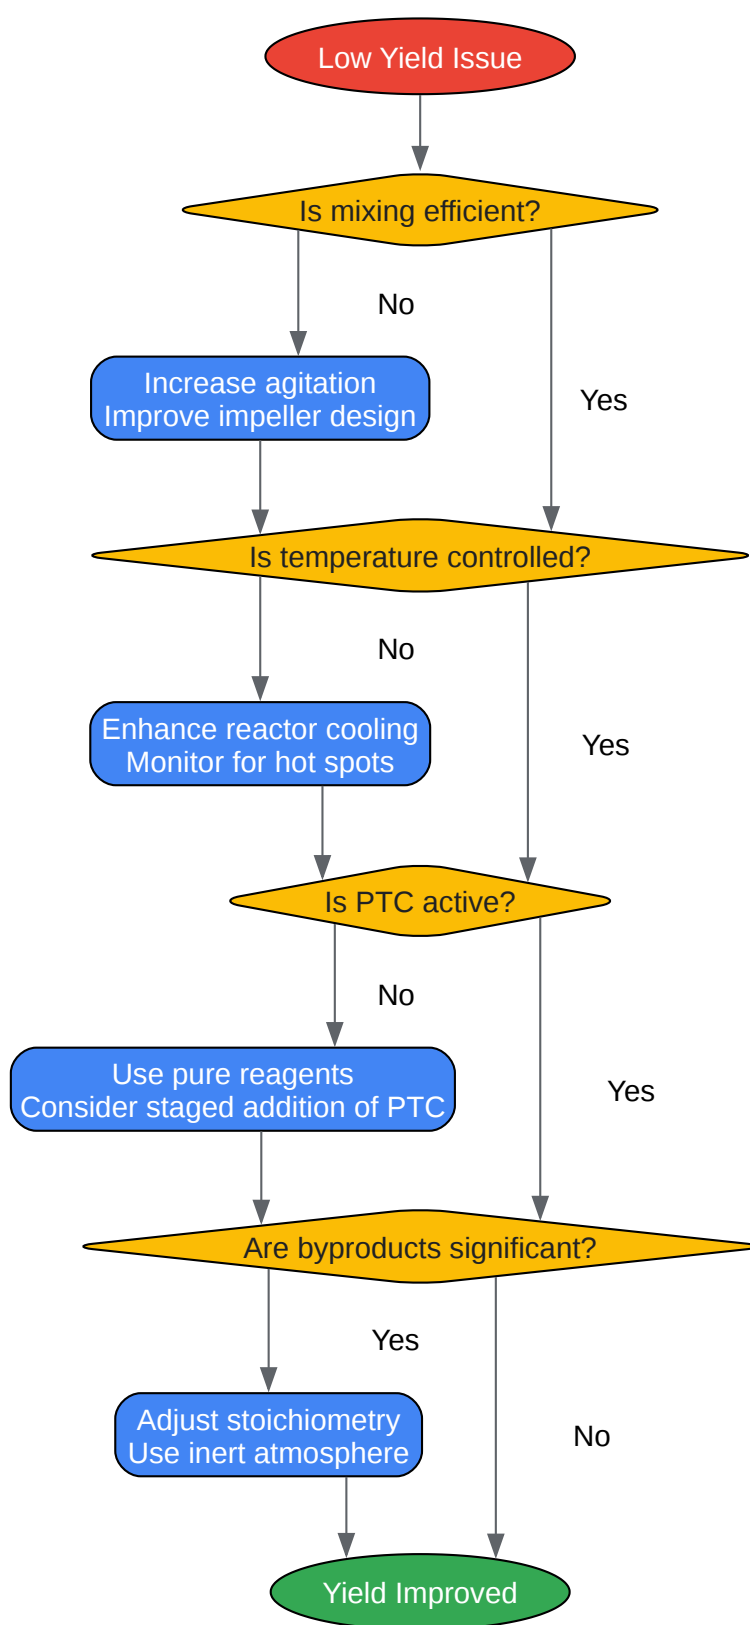 Low Yield Issue
Is mixing efficient?
No
Increase agitation
Improve impeller design
Yes
Is temperature controlled?
No
Enhance reactor cooling
Monitor for hot spots
Yes
Is PTC active?
No
Use pure reagents
Consider staged addition of PTC
Yes
Are byproducts significant?
Yes
Adjust stoichiometry
Use inert atmosphere
No
Yield Improved